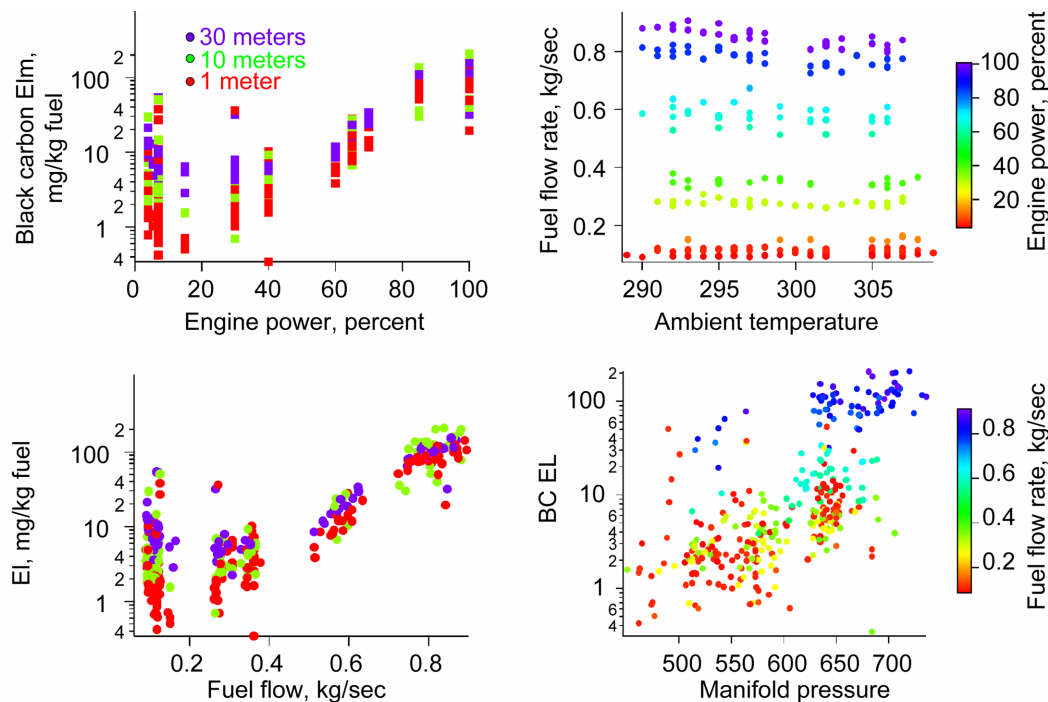 Black carbon Elm,
mg/kg fuel
2
100
4
2
10
4
2
1
4
30 meters
10 meters
1 meter
0 20 40 60 80 100
Engine power, percent
Fuel flow rate, kg/sec
0.8
0.6
0.4
0.2
290 295 300 305
Ambient temperature
100
80
60
40
20
Engine power, percent
EI, mg/kg fuel
2
100
4
2
10
4
2
1
4
0.2 0.4 0.6 0.8
Fuel flow, kg/sec
BC EL
2
100
8
6
4
2
10
8
6
4
2
1
8
6
4
500 550 600 650 700
Manifold pressure
0.8
0.6
0.4
0.2
Fuel flow rate, kg/sec